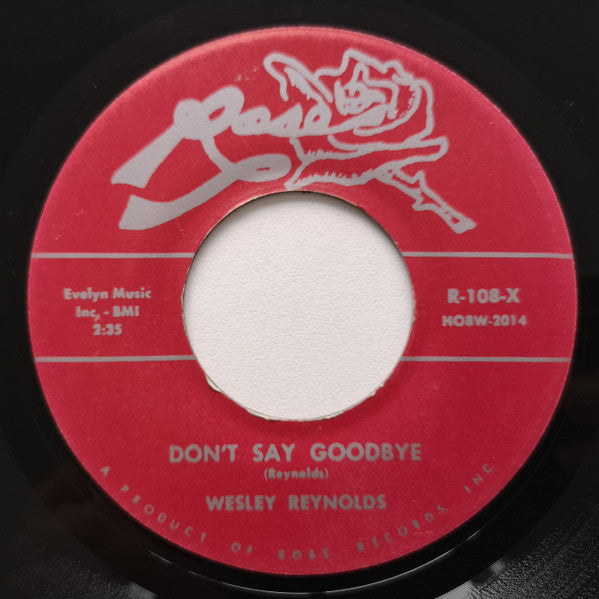 Rose
Evelyn Music
Inc. - BMI
2:35
R-108-X
HO8W-2014
DON'T SAY GOODBYE
(Reynolds)
WESLEY REYNOLDS
A PRODUCT OF ROSE RECORDS, INC.